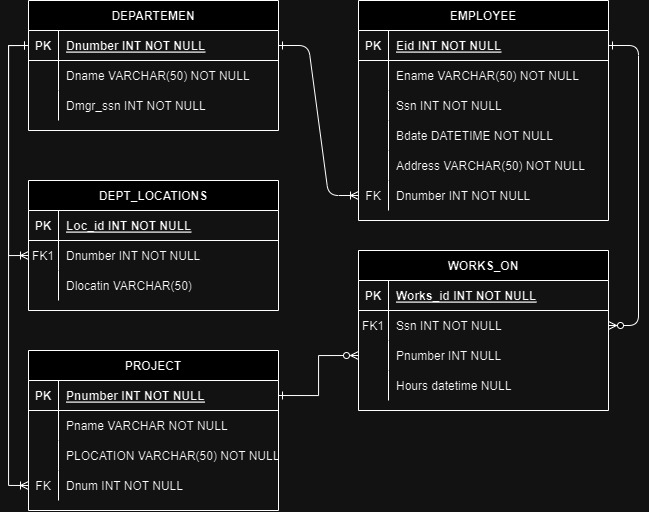 DEPARTEMEN
PK Dnumber INT NOT NULL
Dname VARCHAR(50) NOT NULL
Dmgr_ssn INT NOT NULL
EMPLOYEE
PK Eid INT NOT NULL
Ename VARCHAR(50) NOT NULL
Ssn INT NOT NULL
Bdate DATETIME NOT NULL
Address VARCHAR(50) NOT NULL
FK Dnumber INT NOT NULL
DEPT_LOCATIONS
PK Loc_id INT NOT NULL
FK1 Dnumber INT NOT NULL
Dlocatin VARCHAR(50)
WORKS_ON
PK Works_id INT NOT NULL
FK1 Ssn INT NOT NULL
Pnumber INT NOT NULL
Hours datetime NULL
PROJECT
PK Pnumber INT NOT NULL
Pname VARCHAR NOT NULL
PLOCATION VARCHAR(50) NOT NULL
FK Dnum INT NOT NULL